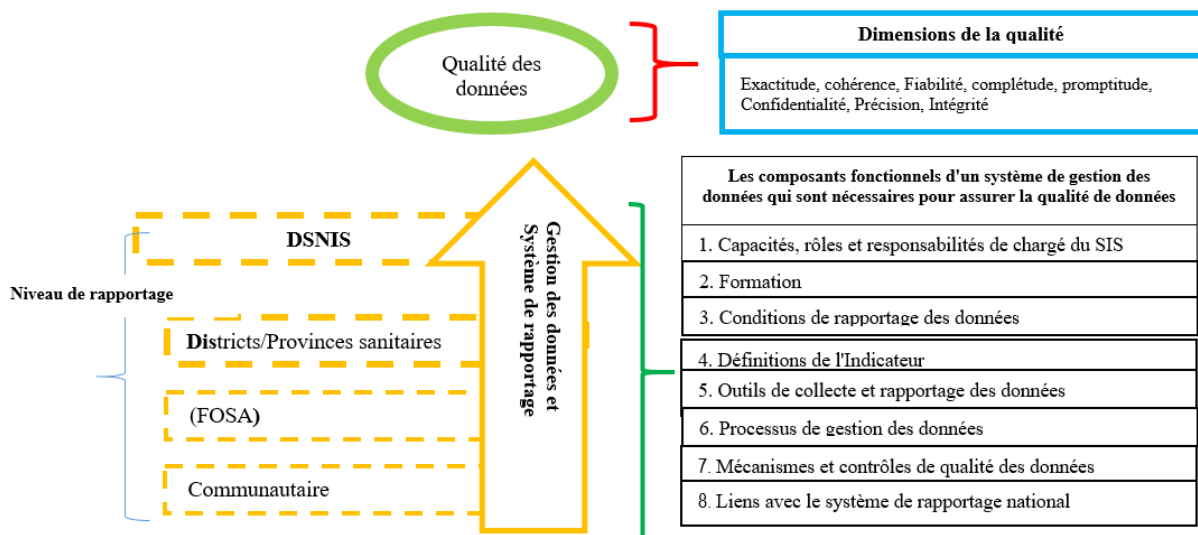 Qualité des
données
Dimensions de la qualité
Exactitude, cohérence, Fiabilité, complétude, promptitude,
Confidentialité, Précision, Intégrité
Niveau de rapportage
DSNIS
Districts/Provinces sanitaires
(FOSA)
Communautaire
Gestion des données et
Système de rapportage
Les composants fonctionnels d'un système de gestion des
données qui sont nécessaires pour assurer la qualité de données
1. Capacités, rôles et responsabilités de chargé du SIS
2. Formation
3. Conditions de rapportage des données
4. Définitions de l'Indicateur
5. Outils de collecte et rapportage des données
6. Processus de gestion des données
7. Mécanismes et contrôles de qualité des données
8. Liens avec le système de rapportage national